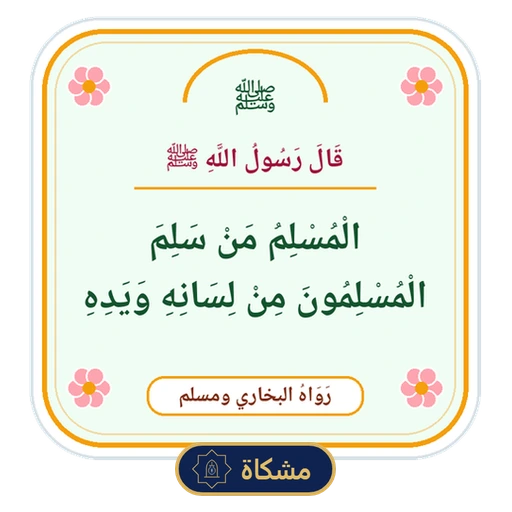 ﷺ
قَالَ رَسُولُ اللَّهِ ﷺ
الْمُسْلِمُ مَنْ سَلِمَ
الْمُسْلِمُونَ مِنْ لِسَانِهِ وَيَدِهِ
رَوَاهُ البخاري ومسلم
مشكاة